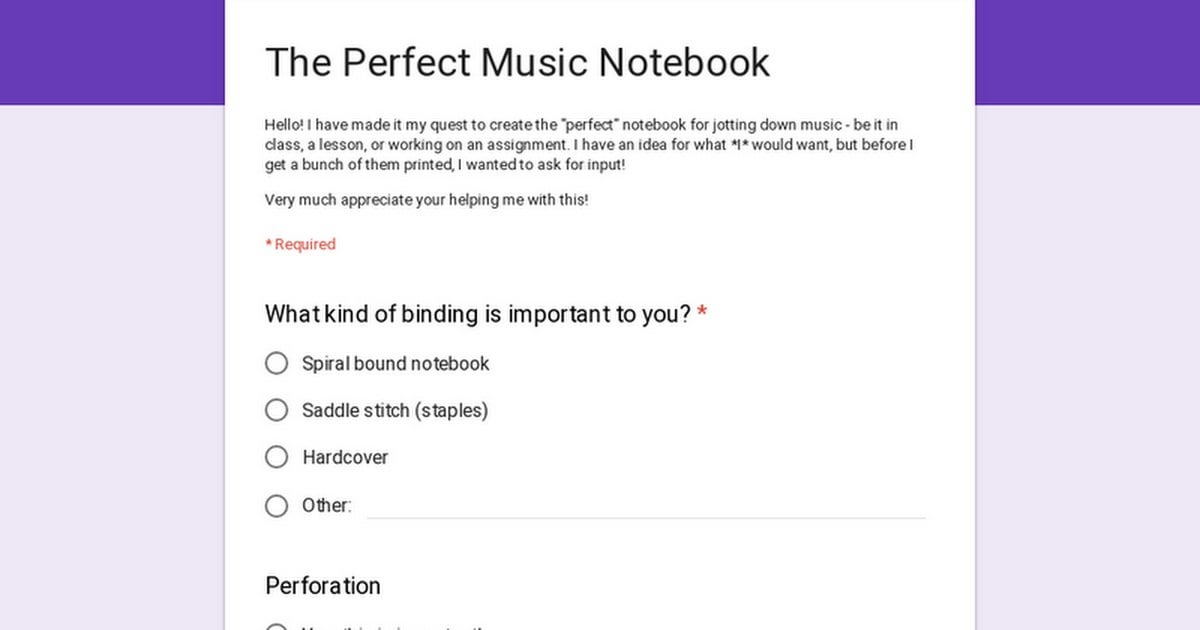 The Perfect Music Notebook
Hello! I have made it my quest to create the "perfect" notebook for jotting down music - be it in
class, a lesson, or working on an assignment. I have an idea for what *I* would want, but before I
get a bunch of them printed, I wanted to ask for input!
Very much appreciate your helping me with this!
* Required
What kind of binding is important to you? *
Spiral bound notebook
Saddle stitch (staples)
Hardcover
Other:
Perforation